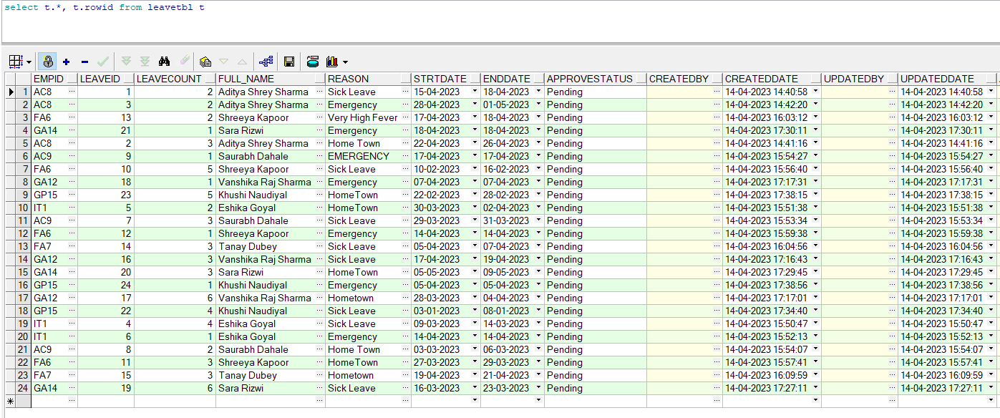 select t.*, t.rowid from leavetbl t
EMPID LEAVEID LEAVECOUNT FULL_NAME REASON STRTDATE ENDDATE APPROVESTATUS CREATEDBY CREATEDDATE UPDATEDBY UPDATEDDATE
1 AC8 1 2 Aditya Shrey Sharma Sick Leave 15-04-2023 18-04-2023 Pending 14-04-2023 14:40:58 14-04-2023 14:40:58
2 AC8 3 2 Aditya Shrey Sharma Emergency 28-04-2023 01-05-2023 Pending 14-04-2023 14:42:20 14-04-2023 14:42:20
3 FA6 13 2 Shreeya Kapoor Very High Fever 17-04-2023 18-04-2023 Pending 14-04-2023 16:03:12 14-04-2023 16:03:12
4 GA14 21 1 Sara Rizwi Emergency 18-04-2023 18-04-2023 Pending 14-04-2023 17:30:11 14-04-2023 17:30:11
5 AC8 2 3 Aditya Shrey Sharma Home Town 22-04-2023 26-04-2023 Pending 14-04-2023 14:41:16 14-04-2023 14:41:16
6 AC9 9 1 Saurabh Dahale EMERGENCY 17-04-2023 17-04-2023 Pending 14-04-2023 15:54:27 14-04-2023 15:54:27
7 FA6 10 5 Shreeya Kapoor Sick Leave 10-02-2023 16-02-2023 Pending 14-04-2023 15:56:40 14-04-2023 15:56:40
8 GA12 18 1 Vanshika Raj Sharma Emergency 07-04-2023 07-04-2023 Pending 14-04-2023 17:17:31 14-04-2023 17:17:31
9 GP15 23 5 Khushi Naudiyal HomeTown 22-02-2023 28-02-2023 Pending 14-04-2023 17:38:15 14-04-2023 17:38:15
10 IT1 5 2 Eshika Goyal HomeTown 30-03-2023 02-04-2023 Pending 14-04-2023 15:51:38 14-04-2023 15:51:38
11 AC9 7 3 Saurabh Dahale Sick Leave 29-03-2023 31-03-2023 Pending 14-04-2023 15:53:34 14-04-2023 15:53:34
12 FA6 12 1 Shreeya Kapoor Emergency 14-04-2023 14-04-2023 Pending 14-04-2023 15:59:38 14-04-2023 15:59:38
13 FA7 14 3 Tanay Dubey Sick Leave 05-04-2023 07-04-2023 Pending 14-04-2023 16:04:56 14-04-2023 16:04:56
14 GA12 16 3 Vanshika Raj Sharma Sick Leave 17-04-2023 19-04-2023 Pending 14-04-2023 17:16:43 14-04-2023 17:16:43
15 GA14 20 3 Sara Rizwi HomeTown 05-05-2023 09-05-2023 Pending 14-04-2023 17:29:45 14-04-2023 17:29:45
16 GP15 24 1 Khushi Naudiyal Emergency 05-04-2023 05-04-2023 Pending 14-04-2023 17:38:56 14-04-2023 17:38:56
17 GA12 17 6 Vanshika Raj Sharma Hometown 28-03-2023 04-04-2023 Pending 14-04-2023 17:17:01 14-04-2023 17:17:01
18 GP15 22 4 Khushi Naudiyal Sick Leave 03-01-2023 08-01-2023 Pending 14-04-2023 17:34:40 14-04-2023 17:34:40
19 IT1 4 4 Eshika Goyal Sick Leave 09-03-2023 14-03-2023 Pending 14-04-2023 15:50:47 14-04-2023 15:50:47
20 IT1 6 1 Eshika Goyal Emergency 14-04-2023 14-04-2023 Pending 14-04-2023 15:52:13 14-04-2023 15:52:13
21 AC9 8 2 Saurabh Dahale Home Town 03-03-2023 06-03-2023 Pending 14-04-2023 15:54:07 14-04-2023 15:54:07
22 FA6 11 3 Shreeya Kapoor HomeTown 27-03-2023 29-03-2023 Pending 14-04-2023 15:57:41 14-04-2023 15:57:41
23 FA7 15 3 Tanay Dubey Hometown 19-04-2023 21-04-2023 Pending 14-04-2023 16:09:59 14-04-2023 16:09:59
24 GA14 19 6 Sara Rizwi Sick Leave 16-03-2023 23-03-2023 Pending 14-04-2023 17:27:11 14-04-2023 17:27:11